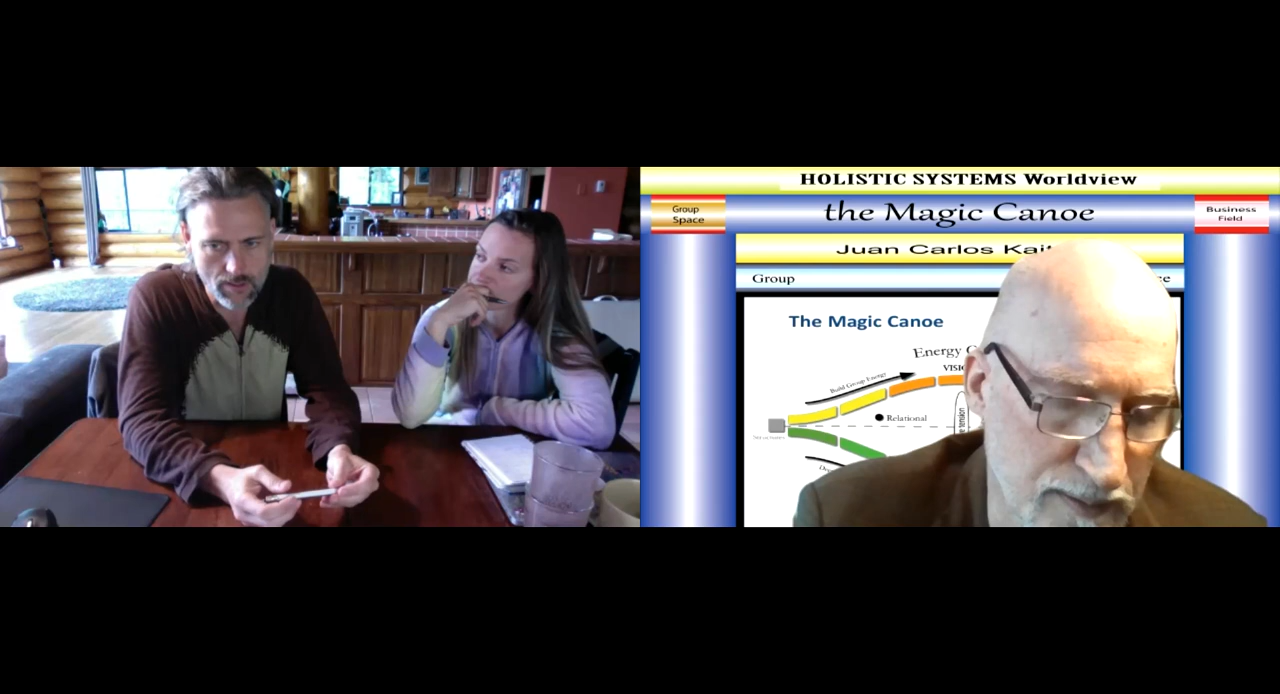 HOLISTIC SYSTEMS Worldview
Group
Space
the Magic Canoe
Business
Field
Juan Carlos
Group
The Magic Canoe
Energy
Build Group Energy
Relational